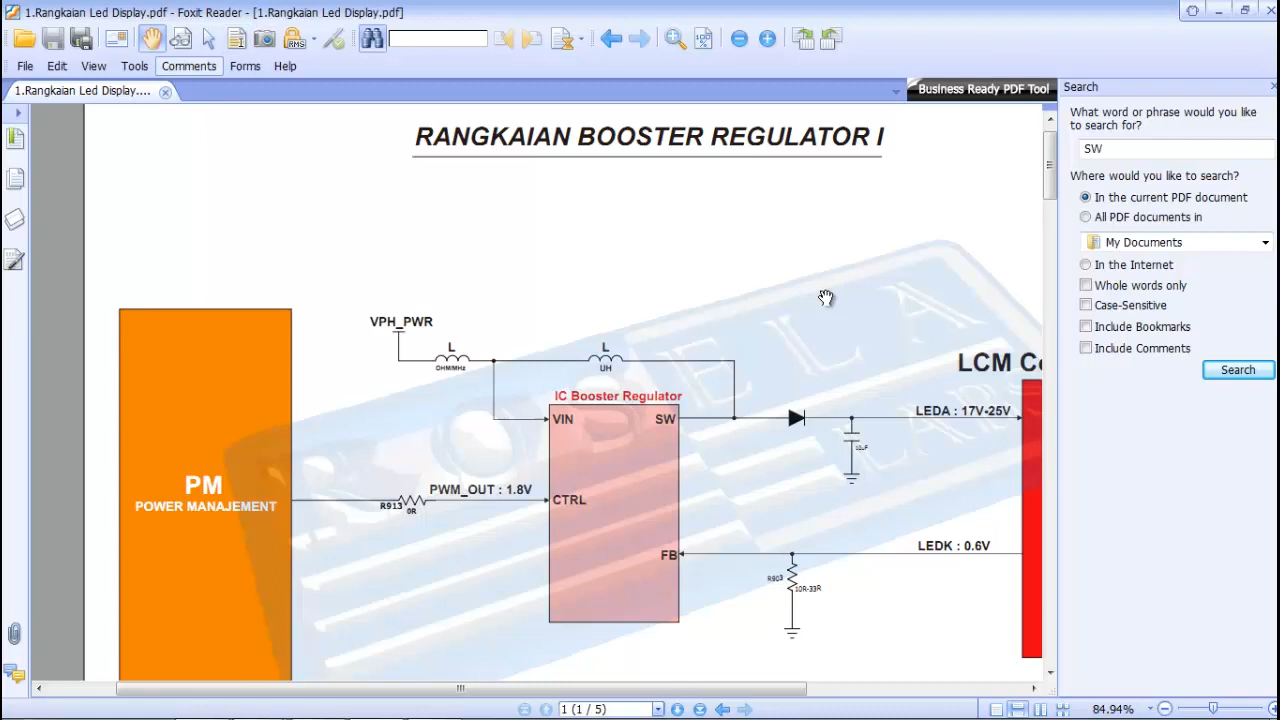 1.Rangkaian Led Display.pdf - Foxit Reader - [1.Rangkaian Led Display.pdf]
File Edit View Tools Comments Forms Help
1.Rangkaian Led Display....
Business Ready PDF Tool
RANGKAIAN BOOSTER REGULATOR I
VPH_PWR
L
OHM/MHz
L
UH
IC Booster Regulator
VIN
SW
CTRL
FB
PM
POWER MANAJEMENT
R913
0R
PWM_OUT : 1.8V
LCM Co
LEDA : 17V-25V
10uF
LEDK : 0.6V
R903
10R-33R
Search
What word or phrase would you like
to search for?
SW
Where would you like to search?
In the current PDF document
All PDF documents in
My Documents
In the Internet
Whole words only
Case-Sensitive
Include Bookmarks
Include Comments
Search
1 (1 / 5)
84.94%